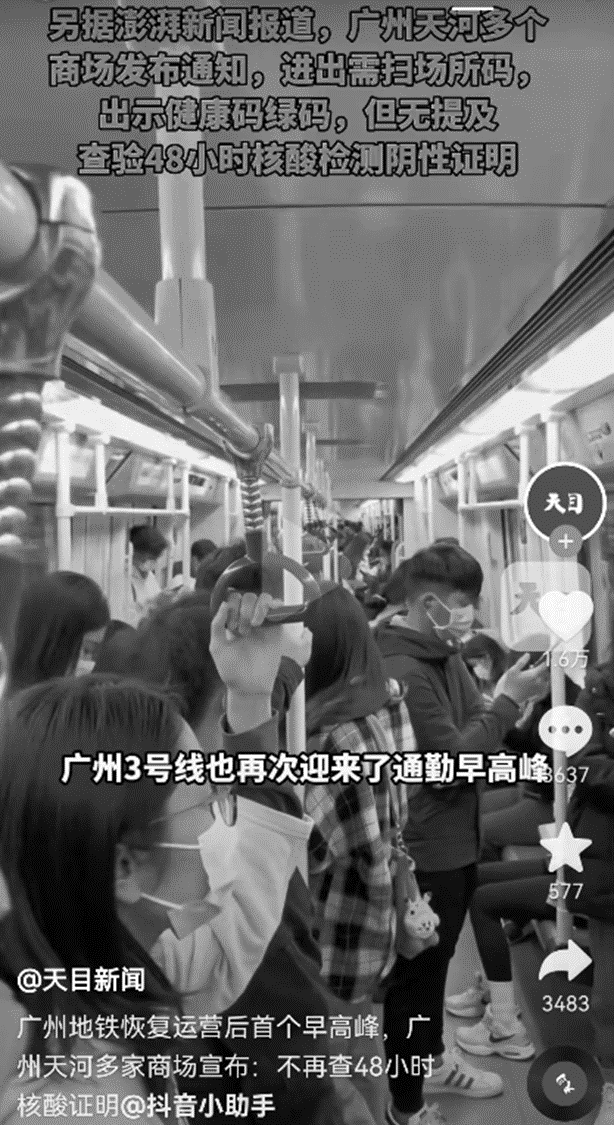 另据澎湃新闻报道，广州天河多个
商场发布通知，进出需扫场所码，
出示健康码绿码，但无提及
查验48小时核酸检测阴性证明
天目
天
1.6万
广州3号线也再次迎来了通勤早高峰
3637
577
3483
@天目新闻
广州地铁恢复运营后首个早高峰，广
州天河多家商场宣布：不再查48小时
核酸证明@抖音小助手